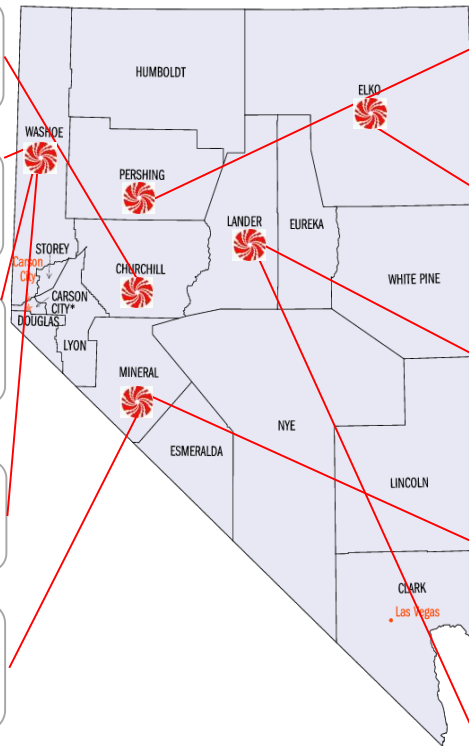 HUMBOLDT
ELKO
WASHOE
PERSHING
LANDER
EUREKA
STOREY
Carson
City
CHURCHILL
WHITE PINE
CARSON
CITY*
DOUGLAS
LYON
MINERAL
NYE
ESMERALDA
LINCOLN
CLARK
Las Vegas